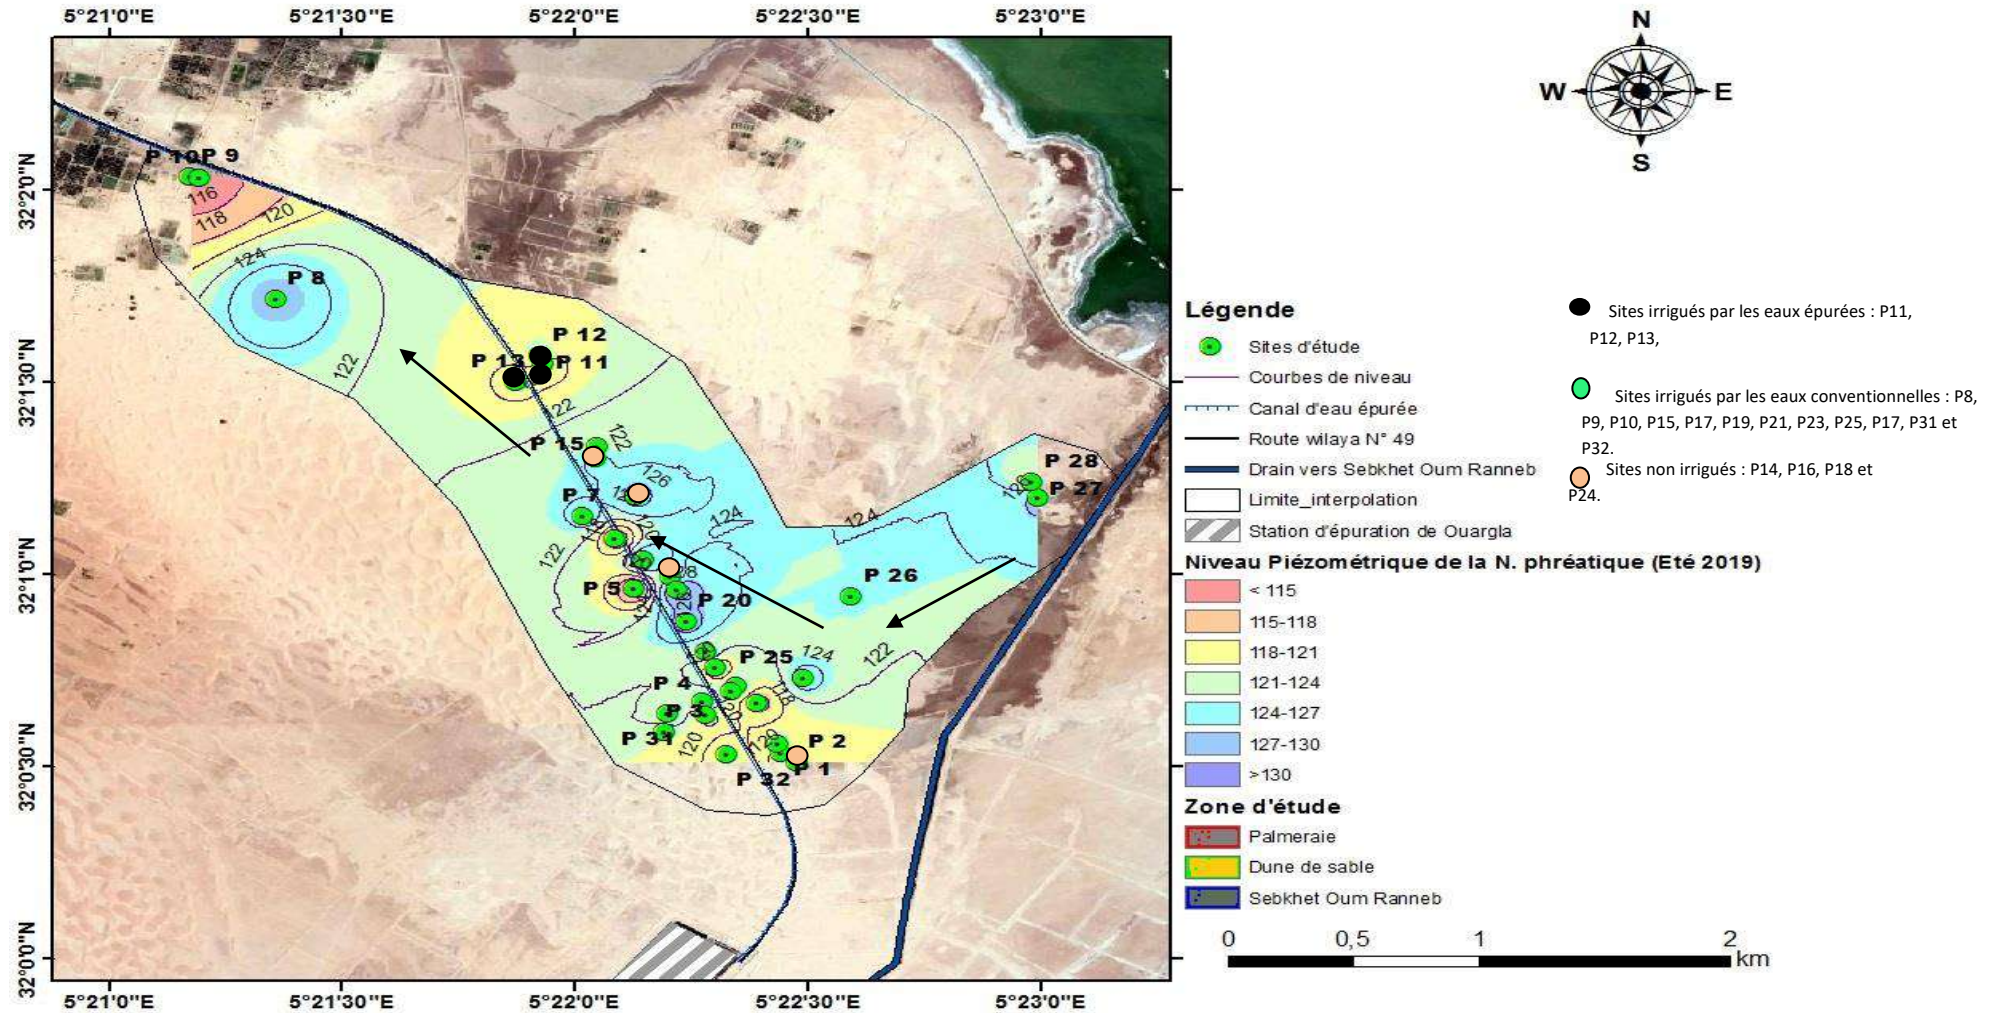 5°21'0"E 5°21'30"E 5°22'0"E 5°22'30"E 5°23'0"E
N
W E
S
32°2'0"N
32°1'30"N
32°1'0"N
32°0'30"N
32°0'0"N
P 10 P 9
116
118
120
124
P 8
122
P 12
P 13 P 11
122
P 15
122
126
P 7
124
124
P 28
126
P 27
122
P 5
128
P 20
P 26
P 25
124
122
P 4
118
P 3
P 31
120
120
P 2
P 1
P 32
5°21'0"E 5°21'30"E 5°22'0"E 5°22'30"E 5°23'0"E
Légende
Sites d'étude
Courbes de niveau
Canal d'eau épurée
Route wilaya N° 49
Drain vers Sebkhet Oum Ranneb
Limite_interpolation
Station d'épuration de Ouargla
Niveau Piézométrique de la N. phréatique (Eté 2019)
< 115
115-118
118-121
121-124
124-127
127-130
>130
Zone d'étude
Palmeraie
Dune de sable
Sebkhet Oum Ranneb
0 0,5 1 2
km
Sites irrigués par les eaux épurées : P11,
P12, P13,
Sites irrigués par les eaux conventionnelles : P8,
P9, P10, P15, P17, P19, P21, P23, P25, P17, P31 et
P32.
Sites non irrigués : P14, P16, P18 et
P24.